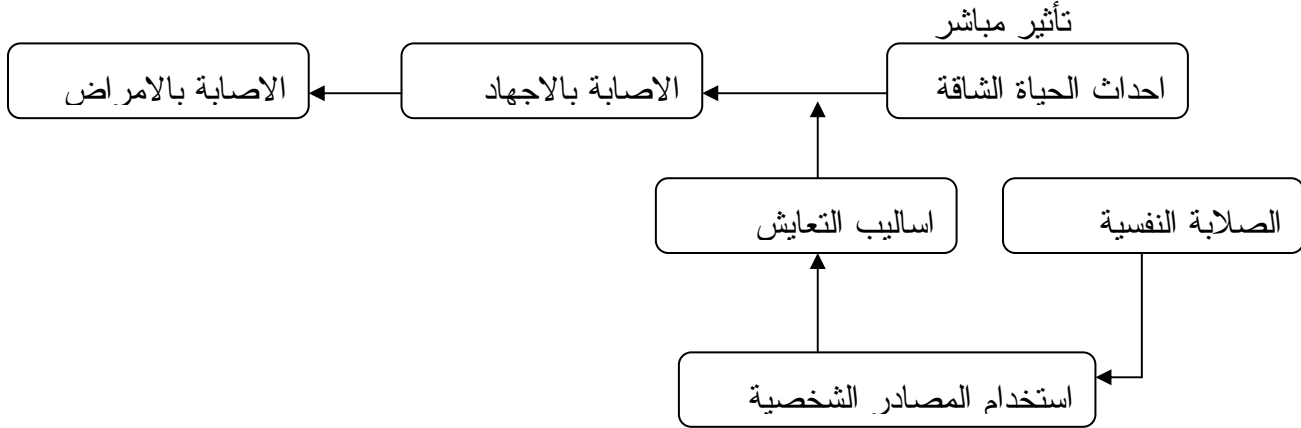 تأثير مباشر
احداث الحياة الشاقة
الاصابة بالاجهاد
الاصابة بالامراض
الصلابة النفسية
اساليب التعايش
استخدام المصادر الشخصية